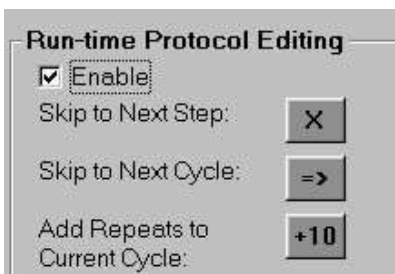 Run-time Protocol Editing
Enable
Skip to Next Step: X
Skip to Next Cycle: =>
Add Repeats to +10
Current Cycle: